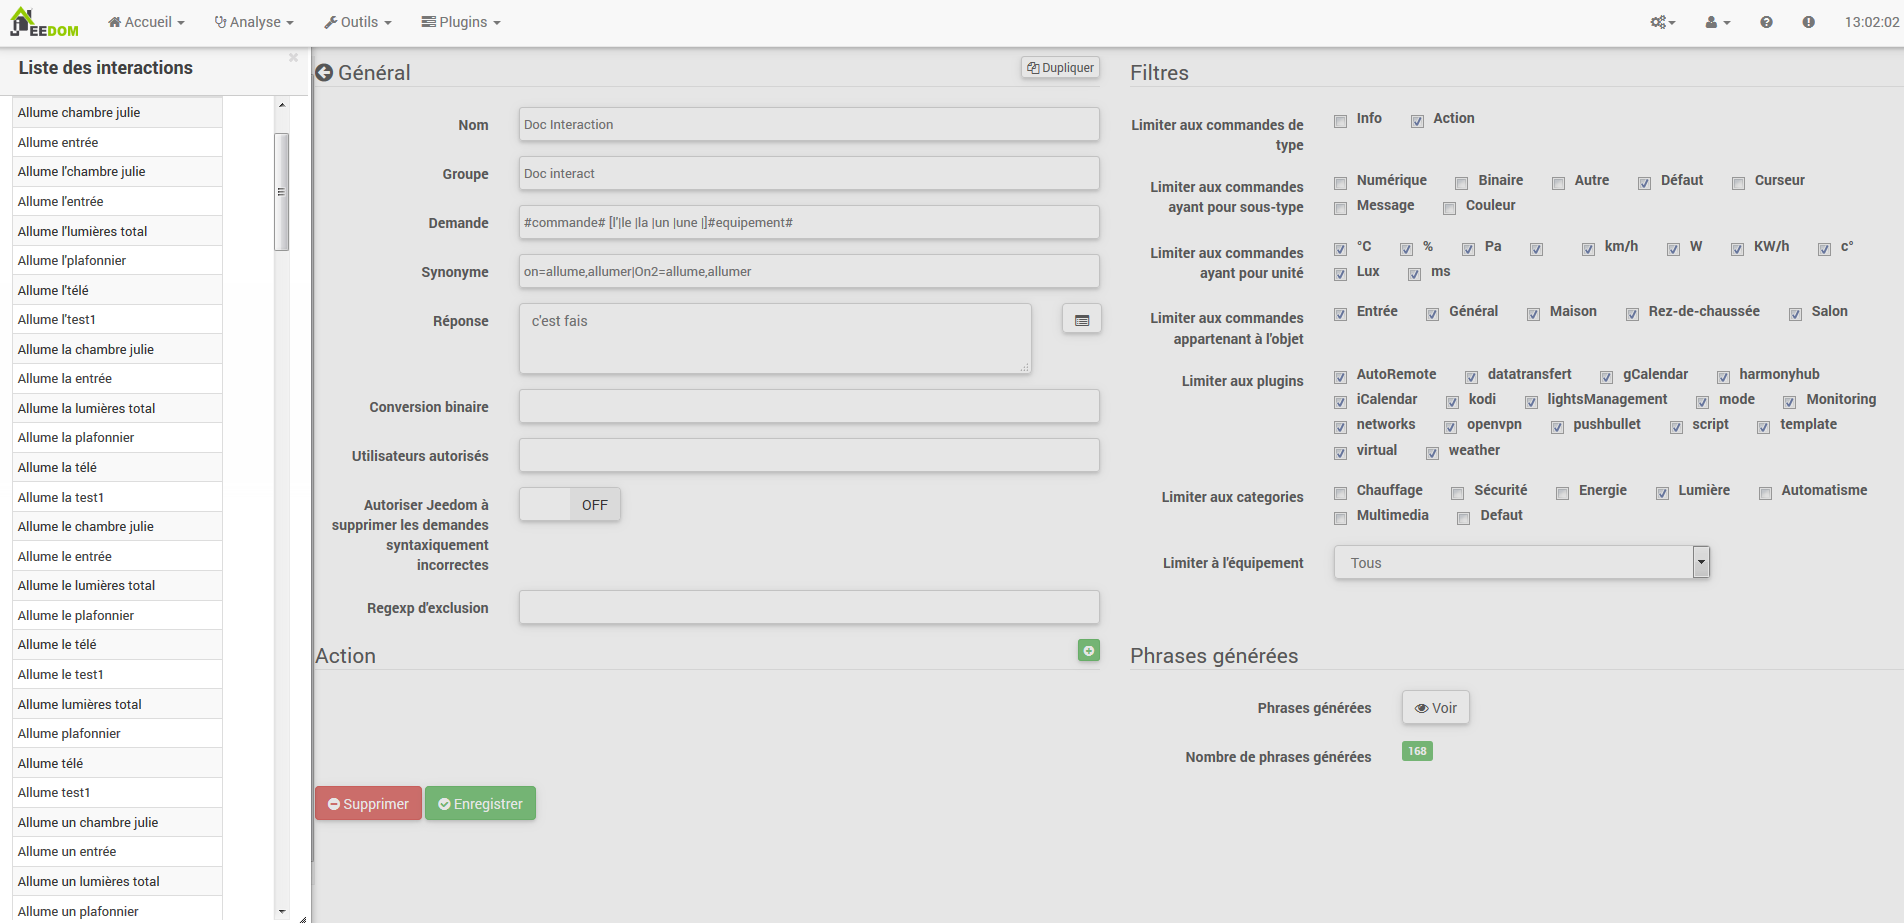 JEEDOM
Accueil
Analyse
Outils
Plugins
13:02:02
Liste des interactions
Allume chambre julie
Allume entrée
Allume l'chambre julie
Allume l'entrée
Allume l'lumières total
Allume l'plafonnier
Allume l'télé
Allume l'test1
Allume la chambre julie
Allume la entrée
Allume la lumières total
Allume la plafonnier
Allume la télé
Allume la test1
Allume le chambre julie
Allume le entrée
Allume le lumières total
Allume le plafonnier
Allume le télé
Allume le test1
Allume lumières total
Allume plafonnier
Allume télé
Allume test1
Allume un chambre julie
Allume un entrée
Allume un lumières total
Allume un plafonnier
Général
Dupliquer
Nom
Doc Interaction
Groupe
Doc interact
Demande
#commande# [l'|le |la |un |une |]#equipement#
Synonyme
on=allume,allumer|On2=allume,allumer
Réponse
c'est fais
Conversion binaire
Utilisateurs autorisés
Autoriser Jeedom à
supprimer les demandes
syntaxiquement
incorrectes
OFF
Regexp d'exclusion
Action
Supprimer
Enregistrer
Filtres
Limiter aux commandes de
type
Info Action
Limiter aux commandes
ayant pour sous-type
Numérique Binaire Autre Défaut Curseur
Message Couleur
Limiter aux commandes
ayant pour unité
°C % Pa km/h W KW/h c°
Lux ms
Limiter aux commandes
appartenant à l'objet
Entrée Général Maison Rez-de-chaussée Salon
Limiter aux plugins
AutoRemote datatransfert gCalendar harmonyhub
iCalendar kodi lightsManagement mode Monitoring
networks openvpn pushbullet script template
virtual weather
Limiter aux categories
Chauffage Sécurité Energie Lumière Automatisme
Multimedia Defaut
Limiter à l'équipement
Tous
Phrases générées
Phrases générées
Voir
Nombre de phrases générées
168